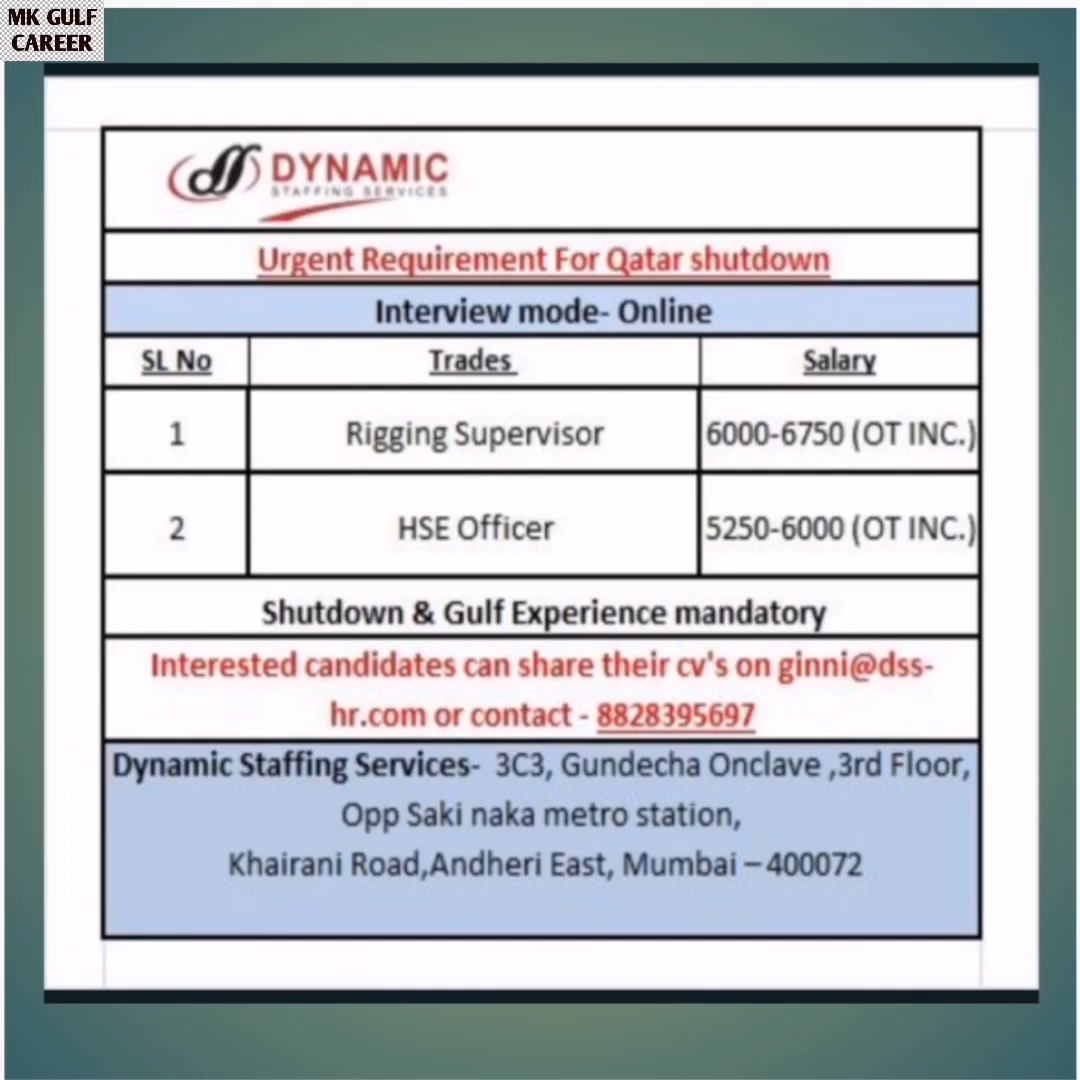 MK GULF
CAREER
DYNAMIC
STAFFING SERVICES
Urgent Requirement For Qatar shutdown
Interview mode- Online
SL No Trades Salary
1 Rigging Supervisor 6000-6750 (OT INC.)
2 HSE Officer 5250-6000 (OT INC.)
Shutdown & Gulf Experience mandatory
Interested candidates can share their cv's on ginni@dss-
hr.com or contact - 8828395697
Dynamic Staffing Services- 3C3, Gundecha Onclave ,3rd Floor,
Opp Saki naka metro station,
Khairani Road,Andheri East, Mumbai – 400072